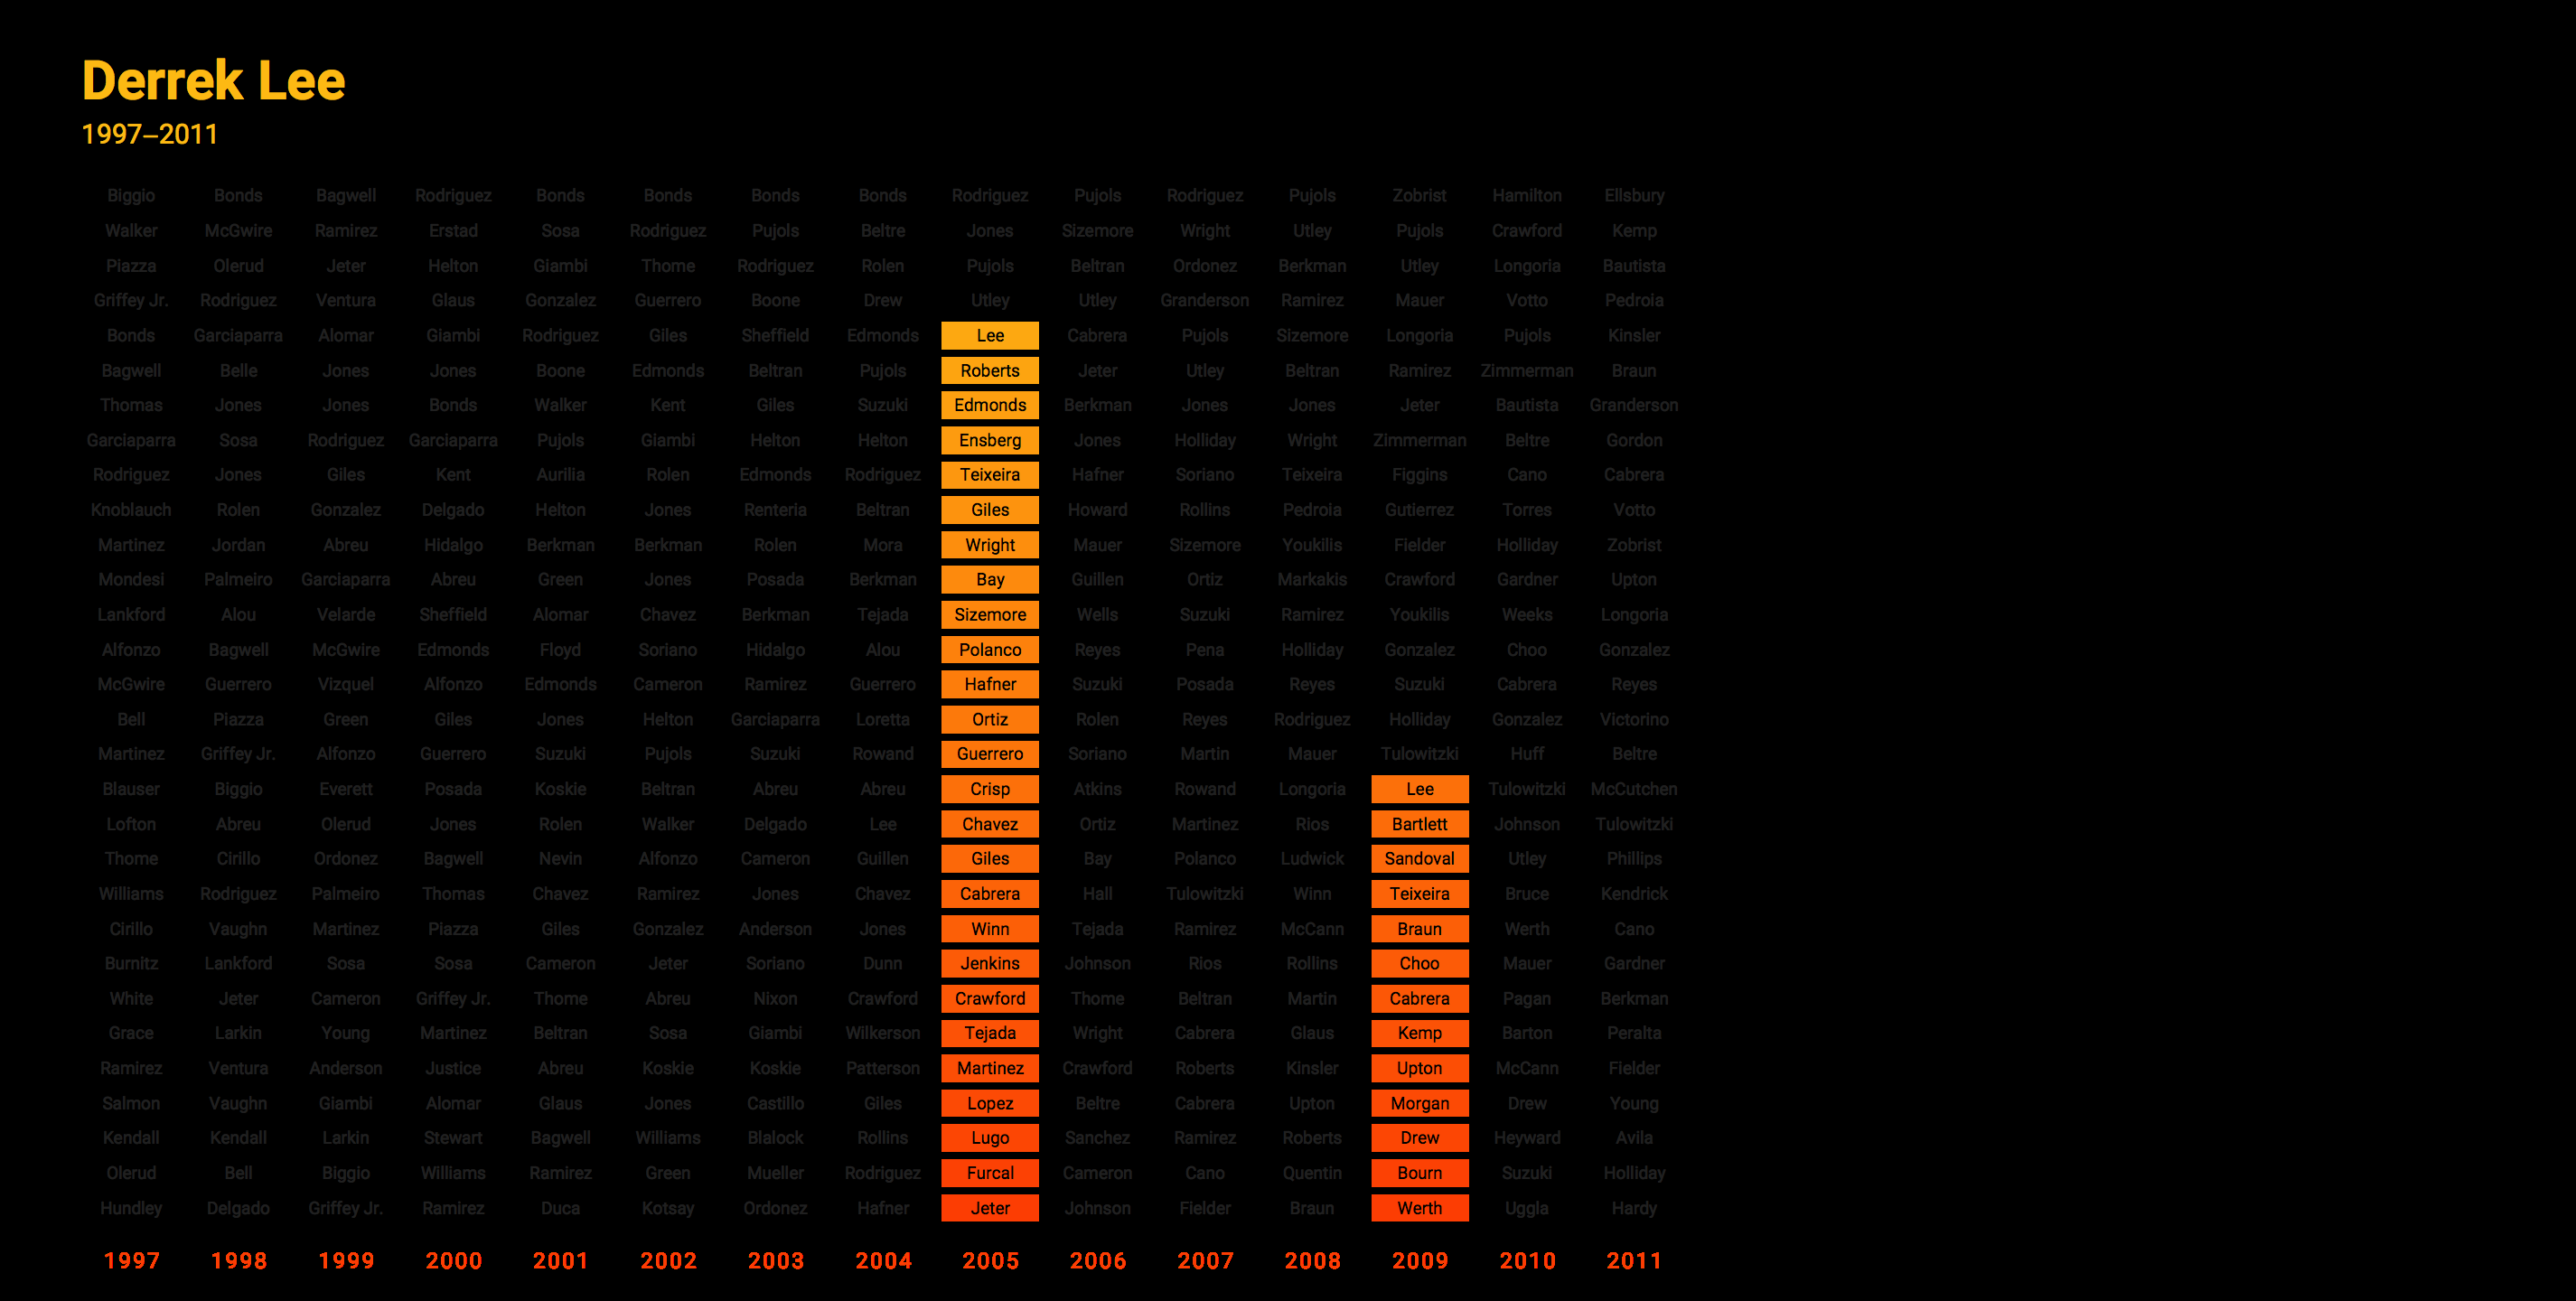 Derrek Lee
1997–2011
Biggio Bonds Bagwell Rodriguez Bonds Bonds Bonds Bonds Rodriguez Pujols Rodriguez Pujols Zobrist Hamilton Ellsbury
Walker McGwire Ramirez Erstad Sosa Rodriguez Pujols Beltre Jones Sizemore Wright Utley Pujols Crawford Kemp
Piazza Olerud Jeter Helton Giambi Thome Rodriguez Rolen Pujols Beltran Ordonez Berkman Utley Longoria Bautista
Griffey Jr. Rodriguez Ventura Glaus Gonzalez Guerrero Boone Drew Utley Utley Granderson Ramirez Mauer Votto Pedroia
Bonds Garciaparra Alomar Giambi Rodriguez Giles Sheffield Edmonds Lee Cabrera Pujols Sizemore Longoria Pujols Kinsler
Bagwell Belle Jones Jones Boone Edmonds Beltran Pujols Roberts Jeter Utley Beltran Ramirez Zimmerman Braun
Thomas Jones Jones Bonds Walker Kent Giles Suzuki Edmonds Berkman Jones Jones Jeter Bautista Granderson
Garciaparra Sosa Rodriguez Garciaparra Pujols Giambi Helton Helton Ensberg Jones Holliday Wright Zimmerman Beltre Gordon
Rodriguez Jones Giles Kent Aurilia Rolen Edmonds Rodriguez Teixeira Hafner Soriano Teixeira Figgins Cano Cabrera
Knoblauch Rolen Gonzalez Delgado Helton Jones Renteria Beltran Giles Howard Rollins Pedroia Gutierrez Torres Votto
Martinez Jordan Abreu Hidalgo Berkman Berkman Rolen Mora Wright Mauer Sizemore Youkilis Fielder Holliday Zobrist
Mondesi Palmeiro Garciaparra Abreu Green Jones Posada Berkman Bay Guillen Ortiz Markakis Crawford Gardner Upton
Lankford Alou Velarde Sheffield Alomar Chavez Berkman Tejada Sizemore Wells Suzuki Ramirez Youkilis Weeks Longoria
Alfonzo Bagwell McGwire Edmonds Floyd Soriano Hidalgo Alou Polanco Reyes Pena Holliday Gonzalez Choo Gonzalez
McGwire Guerrero Vizquel Alfonzo Edmonds Cameron Ramirez Guerrero Hafner Suzuki Posada Reyes Suzuki Cabrera Reyes
Bell Piazza Green Giles Jones Helton Garciaparra Loretta Ortiz Rolen Reyes Rodriguez Holliday Gonzalez Victorino
Martinez Griffey Jr. Alfonzo Guerrero Suzuki Pujols Suzuki Rowand Guerrero Soriano Martin Mauer Tulowitzki Huff Beltre
Blauser Biggio Everett Posada Koskie Beltran Abreu Abreu Crisp Atkins Rowand Longoria Lee Tulowitzki McCutchen
Lofton Abreu Olerud Jones Rolen Walker Delgado Lee Chavez Ortiz Martinez Rios Bartlett Johnson Tulowitzki
Thome Cirillo Ordonez Bagwell Nevin Alfonzo Cameron Guillen Giles Bay Polanco Ludwick Sandoval Utley Phillips
Williams Rodriguez Palmeiro Thomas Chavez Ramirez Jones Chavez Cabrera Hall Tulowitzki Winn Teixeira Bruce Kendrick
Cirillo Vaughn Martinez Piazza Giles Gonzalez Anderson Jones Winn Tejada Ramirez McCann Braun Werth Cano
Burnitz Lankford Sosa Sosa Cameron Jeter Soriano Dunn Jenkins Johnson Rios Rollins Choo Mauer Gardner
White Jeter Cameron Griffey Jr. Thome Abreu Nixon Crawford Crawford Thome Beltran Martin Cabrera Pagan Berkman
Grace Larkin Young Martinez Beltran Sosa Giambi Wilkerson Tejada Wright Cabrera Glaus Kemp Barton Peralta
Ramirez Ventura Anderson Justice Abreu Koskie Koskie Patterson Martinez Crawford Roberts Kinsler Upton McCann Fielder
Salmon Vaughn Giambi Alomar Glaus Jones Castillo Giles Lopez Beltre Cabrera Upton Morgan Drew Young
Kendall Kendall Larkin Stewart Bagwell Williams Blalock Rollins Lugo Sanchez Ramirez Roberts Drew Heyward Avila
Olerud Bell Biggio Williams Ramirez Green Mueller Rodriguez Furcal Cameron Cano Quentin Bourn Suzuki Holliday
Hundley Delgado Griffey Jr. Ramirez Duca Kotsay Ordonez Hafner Jeter Johnson Fielder Braun Werth Uggla Hardy
1997 1998 1999 2000 2001 2002 2003 2004 2005 2006 2007 2008 2009 2010 2011